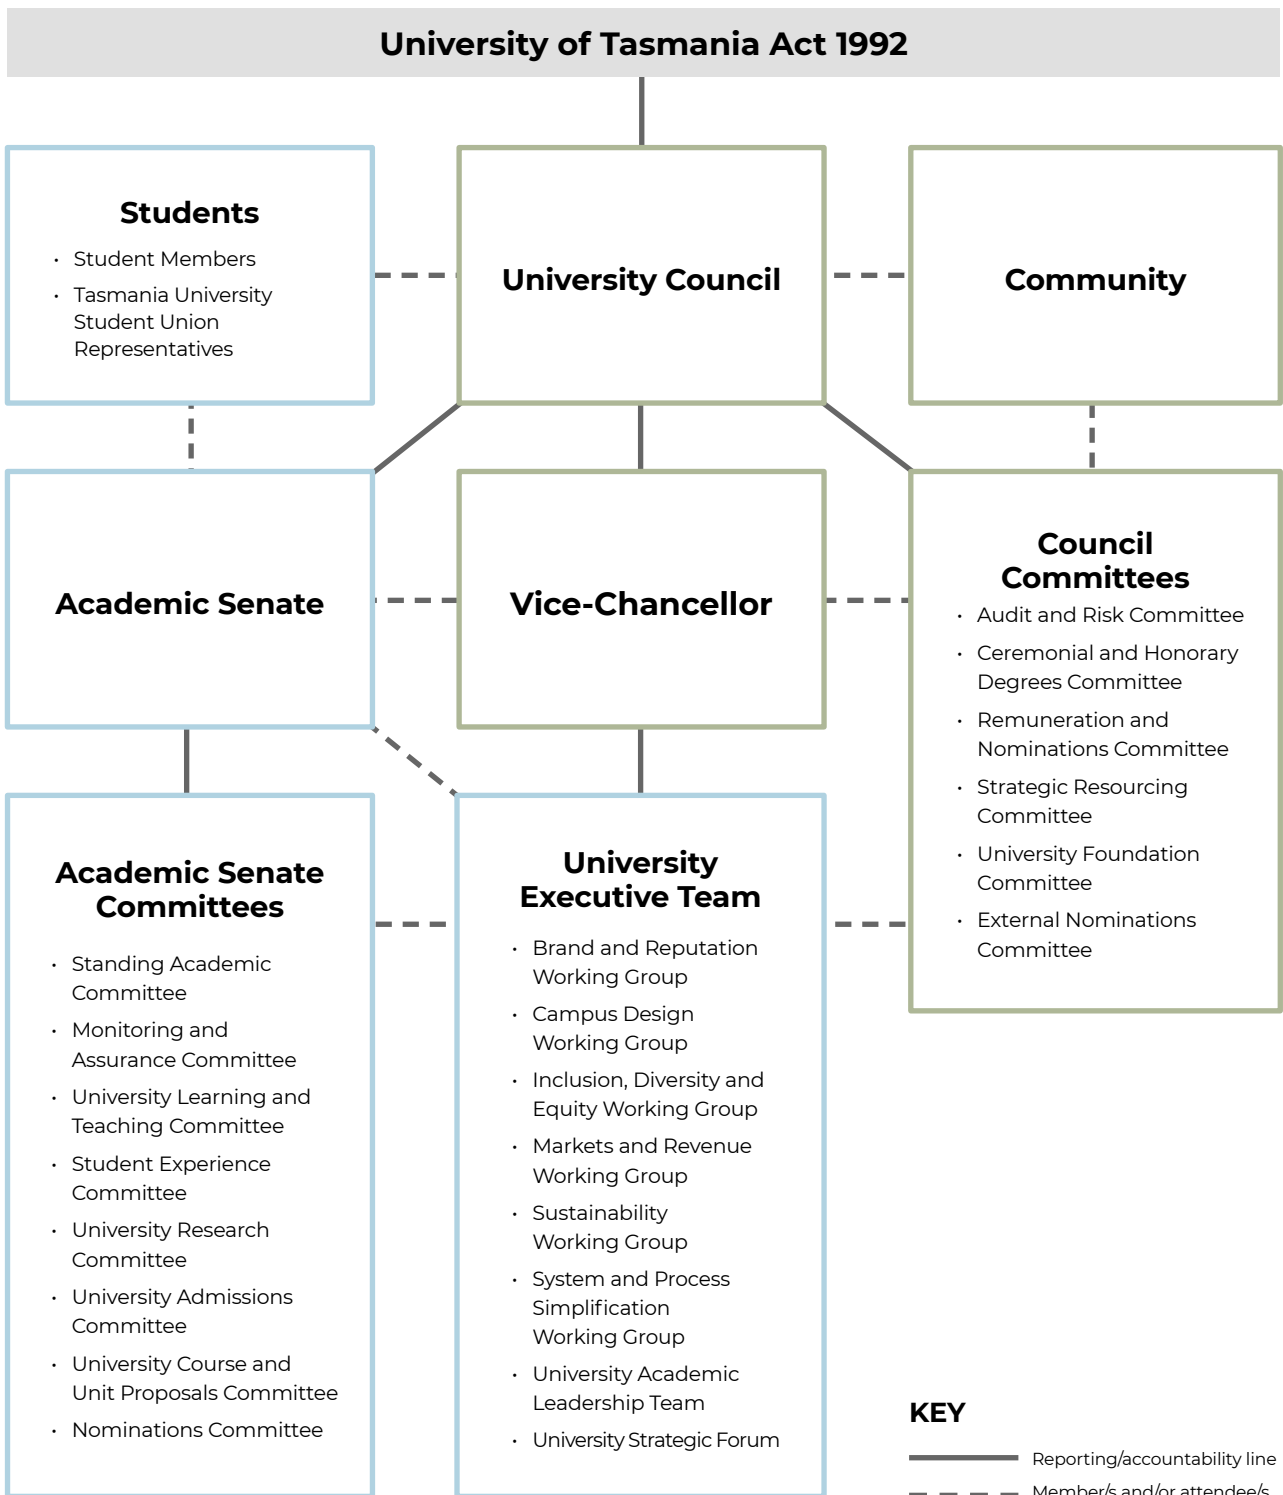 University of Tasmania Act 1992
Students
• Student Members
• Tasmania University
Student Union
Representatives
University Council
Community
Academic Senate
Vice-Chancellor
Council
Committees
• Audit and Risk Committee
• Ceremonial and Honorary
Degrees Committee
• Remuneration and
Nominations Committee
• Strategic Resourcing
Committee
• University Foundation
Committee
• External Nominations
Committee
Academic Senate
Committees
• Standing Academic
Committee
• Monitoring and
Assurance Committee
• University Learning and
Teaching Committee
• Student Experience
Committee
• University Research
Committee
• University Admissions
Committee
• University Course and
Unit Proposals Committee
• Nominations Committee
University
Executive Team
• Brand and Reputation
Working Group
• Campus Design
Working Group
• Inclusion, Diversity and
Equity Working Group
• Markets and Revenue
Working Group
• Sustainability
Working Group
• System and Process
Simplification
Working Group
• University Academic
Leadership Team
• University Strategic Forum
KEY
Reporting/accountability line
Member/s and/or attendee/s